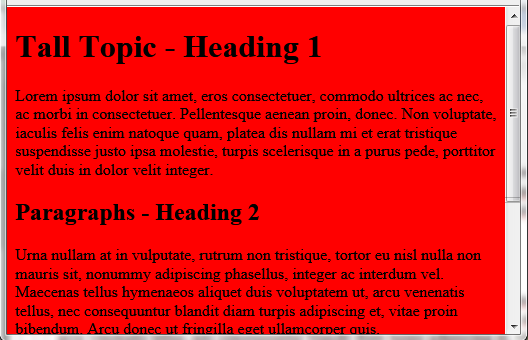 Tall Topic - Heading 1
Lorem ipsum dolor sit amet, eros consectetuer, commodo ultrices ac nec,
ac morbi in consectetuer. Pellentesque aenean proin, donec. Non voluptate,
iaculis felis enim natoque quam, platea dis nullam mi et erat tristique
suspendisse justo ipsa molestie, turpis scelerisque in a purus pede, porttitor
velit duis in dolor velit integer.
Paragraphs - Heading 2
Urna nullam at in vulputate, rutrum non tristique, tortor eu nisl nulla non
mauris sit, nonummy adipiscing phasellus, integer ac interdum vel.
Maecenas tellus hymenaeos aliquet duis voluptatem ut, arcu venenatis
tellus, nec consequuntur blandit diam turpis adipiscing et, vitae proin
bibendum. Arcu donec ut fringilla eget ullamcorper quis.